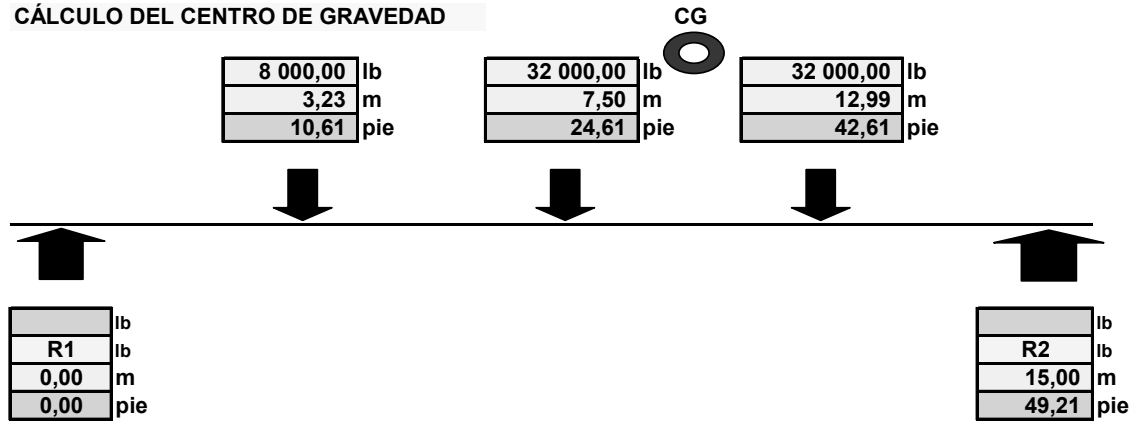 CÁLCULO DEL CENTRO DE GRAVEDAD CG
8 000,00 lb 32 000,00 lb 32 000,00 lb
3,23 m 7,50 m 12,99 m
10,61 pie 24,61 pie 42,61 pie
lb lb
R1 lb R2 lb
0,00 m 15,00 m
0,00 pie 49,21 pie